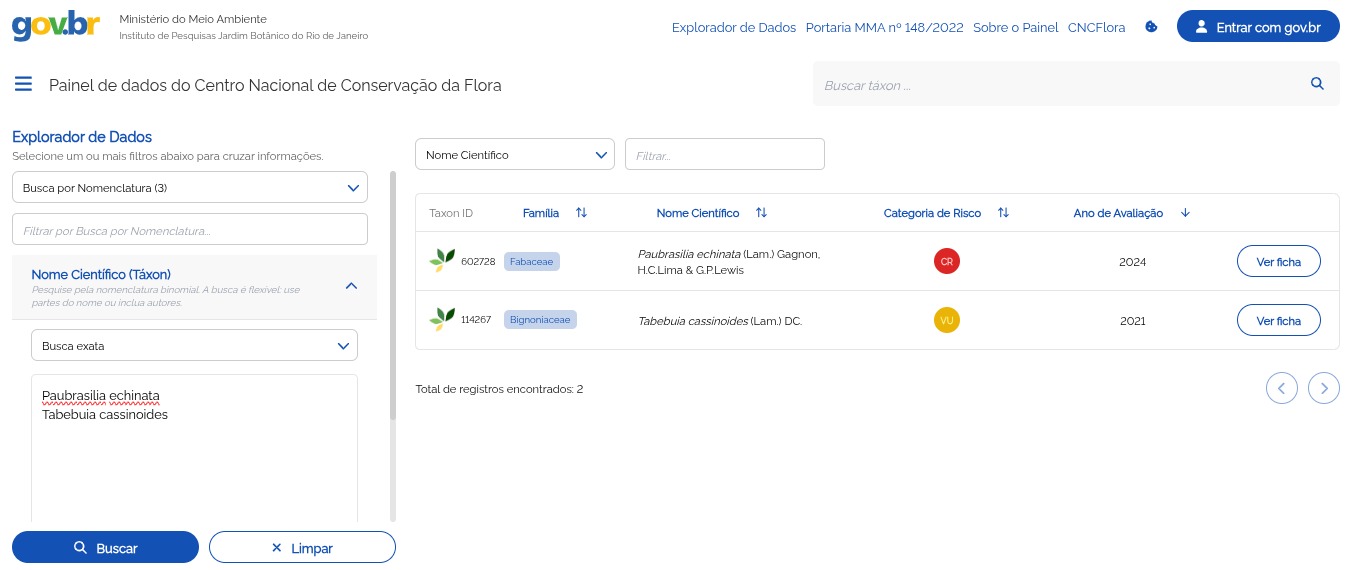 gov.br
Ministério do Meio Ambiente
Instituto de Pesquisas Jardim Botânico do Rio de Janeiro
Explorador de Dados
Portaria MMA nº 148/2022
Sobre o Painel
CNCFlora
Entrar com gov.br
Painel de dados do Centro Nacional de Conservação da Flora
Buscar táxon ...
Explorador de Dados
Selecione um ou mais filtros abaixo para cruzar informações.
Busca por Nomenclatura (3)
Filtrar por Busca por Nomenclatura...
Nome Científico (Táxon)
Pesquise pela nomenclatura binomial. A busca é flexível: use
partes do nome ou inclua autores.
Busca exata
Paubrasilia echinata
Tabebuia cassinoides
Buscar
Limpar
Nome Científico
Filtrar...
Taxon ID
Família
Nome Científico
Categoria de Risco
Ano de Avaliação
602728
Fabaceae
Paubrasilia echinata (Lam.) Gagnon,
H.C.Lima & G.P.Lewis
CR
2024
Ver ficha
114267
Bignoniaceae
Tabebuia cassinoides (Lam.) DC.
VU
2021
Ver ficha
Total de registros encontrados: 2